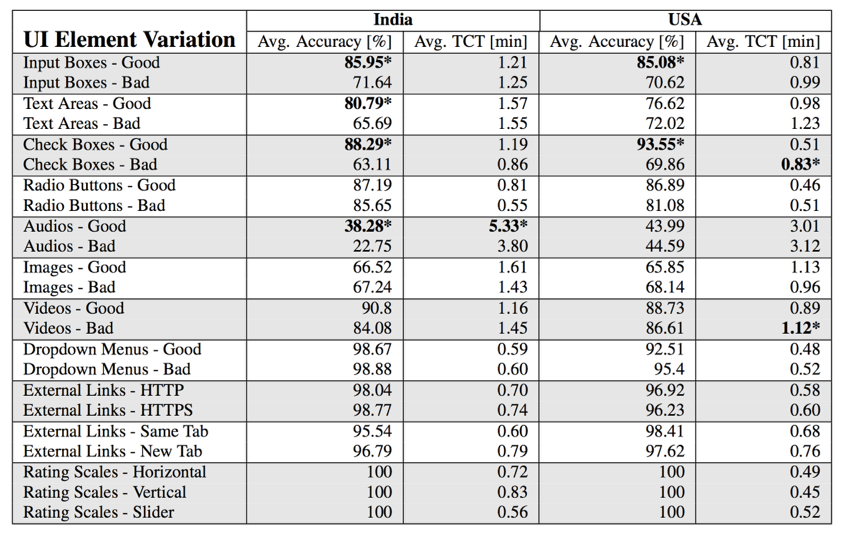 India USA
UI Element Variation Avg. Accuracy [%] Avg. TCT [min] Avg. Accuracy [%] Avg. TCT [min]
Input Boxes - Good 85.95* 1.21 85.08* 0.81
Input Boxes - Bad 71.64 1.25 70.62 0.99
Text Areas - Good 80.79* 1.57 76.62 0.98
Text Areas - Bad 65.69 1.55 72.02 1.23
Check Boxes - Good 88.29* 1.19 93.55* 0.51
Check Boxes - Bad 63.11 0.86 69.86 0.83*
Radio Buttons - Good 87.19 0.81 86.89 0.46
Radio Buttons - Bad 85.65 0.55 81.08 0.51
Audios - Good 38.28* 5.33* 43.99 3.01
Audios - Bad 22.75 3.80 44.59 3.12
Images - Good 66.52 1.61 65.85 1.13
Images - Bad 67.24 1.43 68.14 0.96
Videos - Good 90.8 1.16 88.73 0.89
Videos - Bad 84.08 1.45 86.61 1.12*
Dropdown Menus - Good 98.67 0.59 92.51 0.48
Dropdown Menus - Bad 98.88 0.60 95.4 0.52
External Links - HTTP 98.04 0.70 96.92 0.58
External Links - HTTPS 98.77 0.74 96.23 0.60
External Links - Same Tab 95.54 0.60 98.41 0.68
External Links - New Tab 96.79 0.79 97.62 0.76
Rating Scales - Horizontal 100 0.72 100 0.49
Rating Scales - Vertical 100 0.83 100 0.45
Rating Scales - Slider 100 0.56 100 0.52